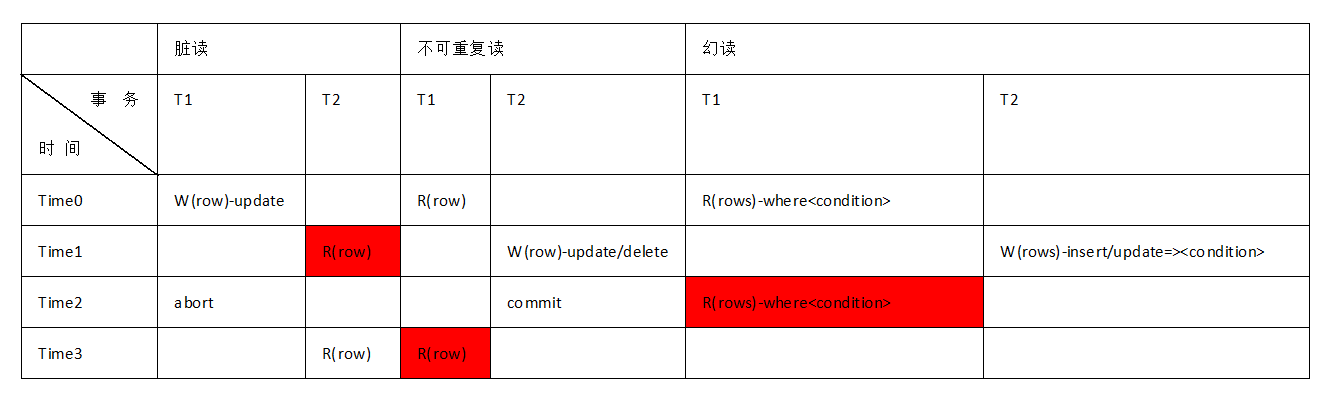 脏读 不可重复读 幻读
事 务 T1 T2 T1 T2 T1 T2
时 间
Time0 W(row)-update R(row) R(rows)-where<condition>
Time1 R(row) W(row)-update/delete W(rows)-insert/update=><condition>
Time2 abort commit R(rows)-where<condition>
Time3 R(row) R(row)